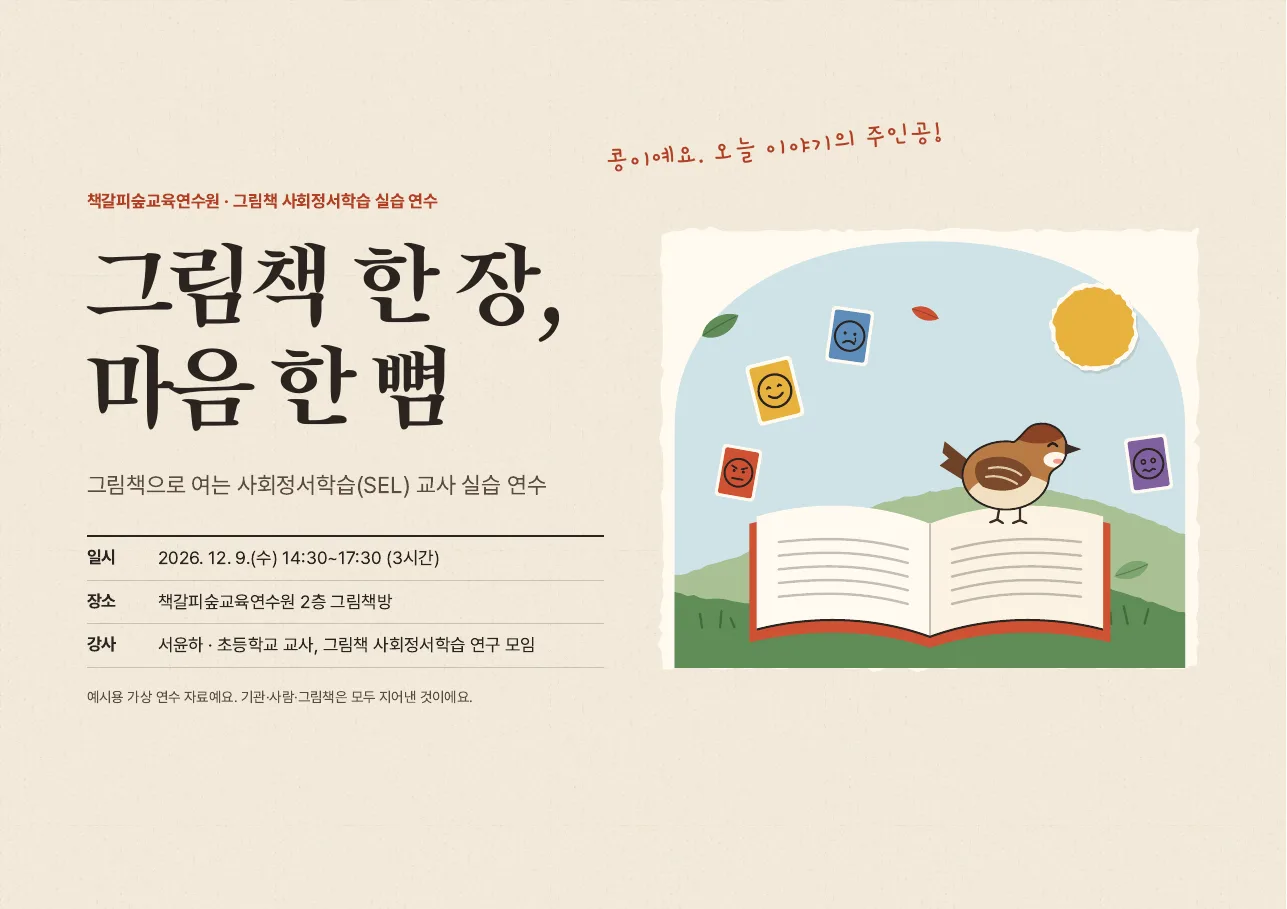 콩이예요. 오늘 이야기의 주인공!
책갈피숲교육연수원 · 그림책 사회정서학습 실습 연수
그림책 한 장,
마음 한 뼘
그림책으로 여는 사회정서학습(SEL) 교사 실습 연수
일시 2026. 12. 9.(수) 14:30~17:30 (3시간)
장소 책갈피숲교육연수원 2층 그림책방
강사 서윤하 · 초등학교 교사, 그림책 사회정서학습 연구 모임
예시용 가상 연수 자료예요. 기관·사람·그림책은 모두 지어낸 것이에요.